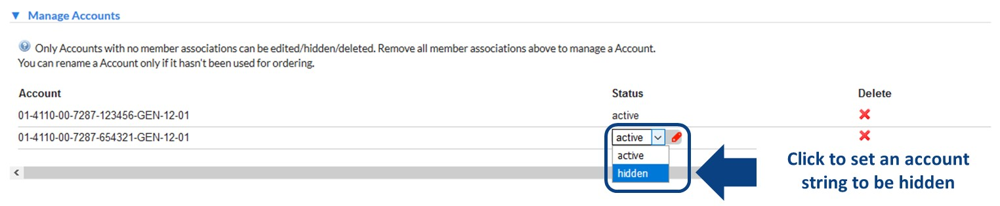 Manage Accounts
Only Accounts with no member associations can be edited/hidden/deleted. Remove all member associations above to manage a Account.
You can rename a Account only if it hasn't been used for ordering.
Account Status Delete
01-4110-00-7287-123456-GEN-12-01 active
01-4110-00-7287-654321-GEN-12-01 active
active
hidden
Click to set an account
string to be hidden